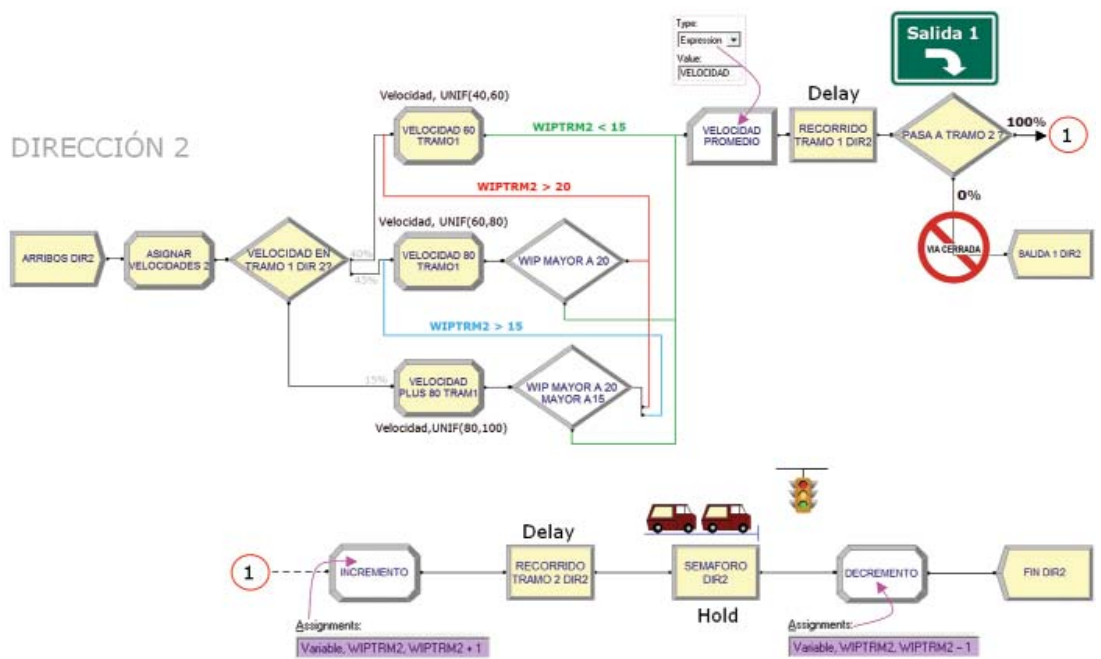 Type:
Expression
Value:
VELOCIDAD
Salida 1
Delay
Velocidad, UNIF(40,60)
DIRECCIÓN 2
VELOCIDAD 60
TRAMO1
WIPTRM2 < 15
VELOCIDAD
PROMEDIO
RECORRIDO
TRAMO 1 DIR2
PASA A TRAMO 2 ?
100%
1
WIPTRM2 > 20
0%
Velocidad, UNIF(60,80)
ARRIBOS DIR2
ASIGNAR
VELOCIDADES 2
VELOCIDAD EN
TRAMO 1 DIR 2?
40%
45%
VELOCIDAD 80
TRAMO1
WIP MAYOR A 20
VIA CERRADA
SALIDA 1 DIR2
WIPTRM2 > 15
15%
VELOCIDAD
PLUS 80 TRAM1
WIP MAYOR A 20
MAYOR A15
Velocidad,UNIF(80,100)
Delay
1
INCREMENTO
RECORRIDO
TRAMO 2 DIR2
SEMAFORO
DIR2
DECREMENTO
FIN DIR2
Hold
Assignments:
Variable, WIPTRM2, WIPTRM2 + 1
Assignments:
Variable, WIPTRM2, WIPTRM2 - 1